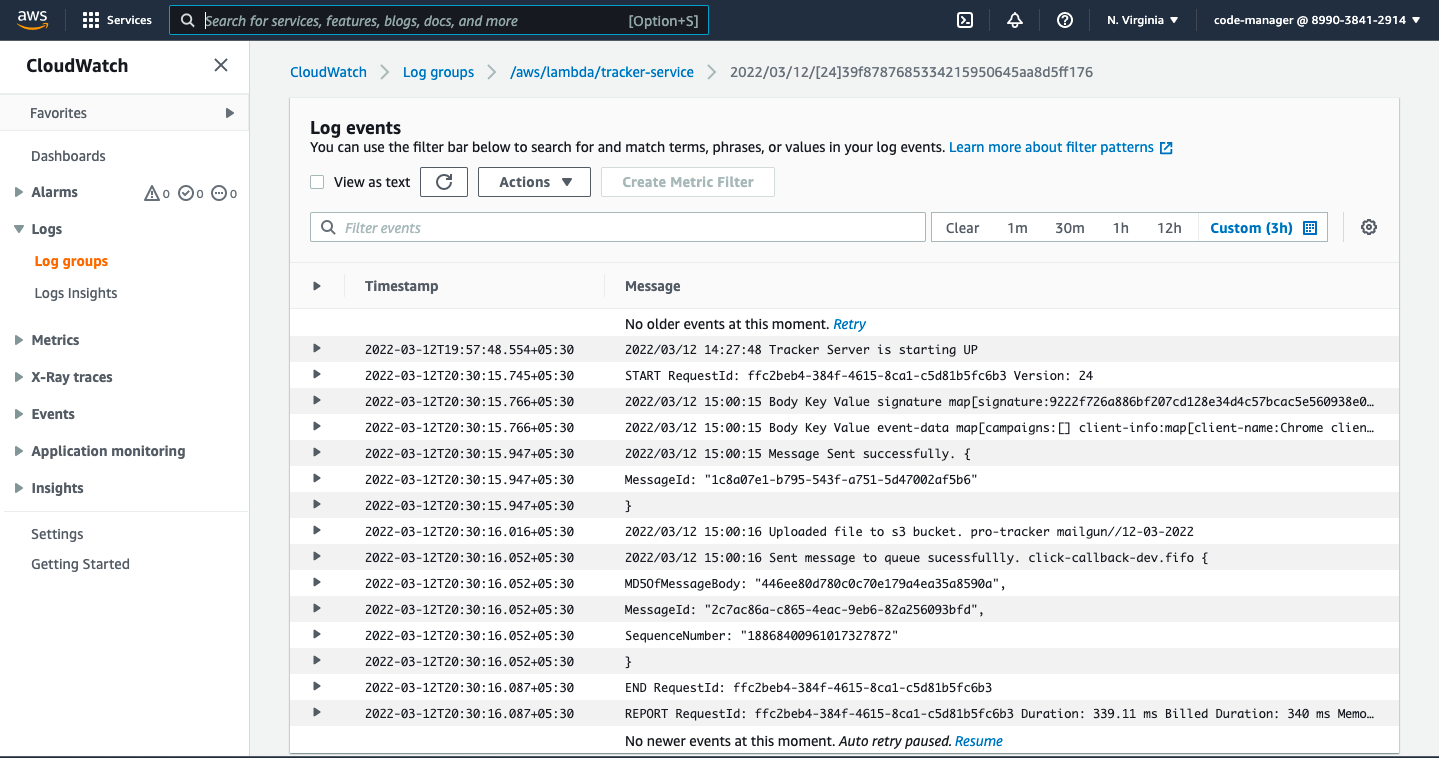 aws
Services
Search for services, features, blogs, docs, and more
[Option+S]
N. Virginia
code-manager @ 8990-3841-2914
CloudWatch
Favorites
Dashboards
Alarms 0 0 0
Logs
Log groups
Logs Insights
Metrics
X-Ray traces
Events
Application monitoring
Insights
Settings
Getting Started
CloudWatch
Log groups
/aws/lambda/tracker-service
2022/03/12/[24]39f8787685334215950645aa8d5ff176
Log events
You can use the filter bar below to search for and match terms, phrases, or values in your log events. Learn more about filter patterns
View as text
Actions
Create Metric Filter
Filter events
Clear 1m 30m 1h 12h Custom (3h)
Timestamp Message
No older events at this moment. Retry
2022-03-12T19:57:48.554+05:30 2022/03/12 14:27:48 Tracker Server is starting UP
2022-03-12T20:30:15.745+05:30 START RequestId: ffc2beb4-384f-4615-8ca1-c5d81b5fc6b3 Version: 24
2022-03-12T20:30:15.766+05:30 2022/03/12 15:00:15 Body Key Value signature map[signature:9222f726a886bf207cd128e34d4c57bcac5e560938e0…
2022-03-12T20:30:15.766+05:30 2022/03/12 15:00:15 Body Key Value event-data map[campaigns:[] client-info:map[client-name:Chrome clien…
2022-03-12T20:30:15.947+05:30 2022/03/12 15:00:15 Message Sent successfully. {
2022-03-12T20:30:15.947+05:30 MessageId: "1c8a07e1-b795-543f-a751-5d47002af5b6"
2022-03-12T20:30:15.947+05:30 }
2022-03-12T20:30:16.016+05:30 2022/03/12 15:00:16 Uploaded file to s3 bucket. pro-tracker mailgun//12-03-2022
2022-03-12T20:30:16.052+05:30 2022/03/12 15:00:16 Sent message to queue sucessfullly. click-callback-dev.fifo {
2022-03-12T20:30:16.052+05:30 MD5OfMessageBody: "446ee80d780c0c70e179a4ea35a8590a",
2022-03-12T20:30:16.052+05:30 MessageId: "2c7ac86a-c865-4eac-9eb6-82a256093bfd",
2022-03-12T20:30:16.052+05:30 SequenceNumber: "18868400961017327872"
2022-03-12T20:30:16.052+05:30 }
2022-03-12T20:30:16.087+05:30 END RequestId: ffc2beb4-384f-4615-8ca1-c5d81b5fc6b3
2022-03-12T20:30:16.087+05:30 REPORT RequestId: ffc2beb4-384f-4615-8ca1-c5d81b5fc6b3 Duration: 339.11 ms Billed Duration: 340 ms Memo…
No newer events at this moment. Auto retry paused. Resume